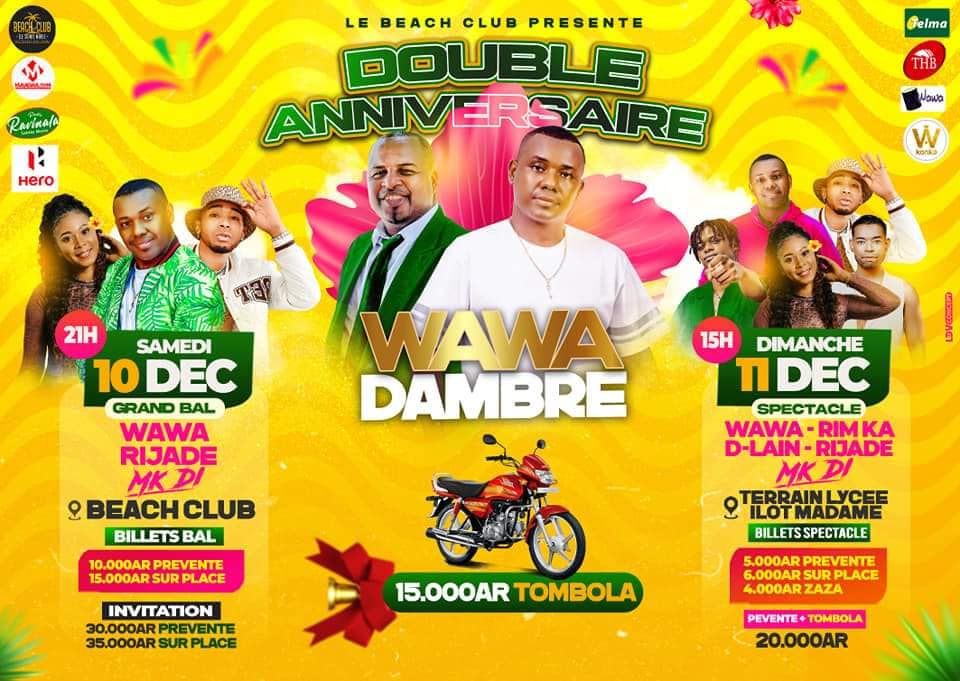 LE BEACH CLUB PRESENTE
DOUBLE
ANNIVERSAIRE
BEACH CLUB
Ravinala
Hero
Telma
THB
Wawa
WAWA
DAMBRE
21H
SAMEDI
10 DEC
GRAND BAL
WAWA
RIJADE
MK DI
BEACH CLUB
BILLETS BAL
10.000AR PREVENTE
15.000AR SUR PLACE
INVITATION
30.000AR PREVENTE
35.000AR SUR PLACE
15.000AR TOMBOLA
15H
DIMANCHE
11 DEC
SPECTACLE
WAWA - RIM KA
D-LAIN - RIJADE
MK DI
TERRAIN LYCEE
ILOT MADAME
BILLETS SPECTACLE
5.000AR PREVENTE
6.000AR SUR PLACE
4.000AR ZAZA
PEVENTE + TOMBOLA
20.000AR